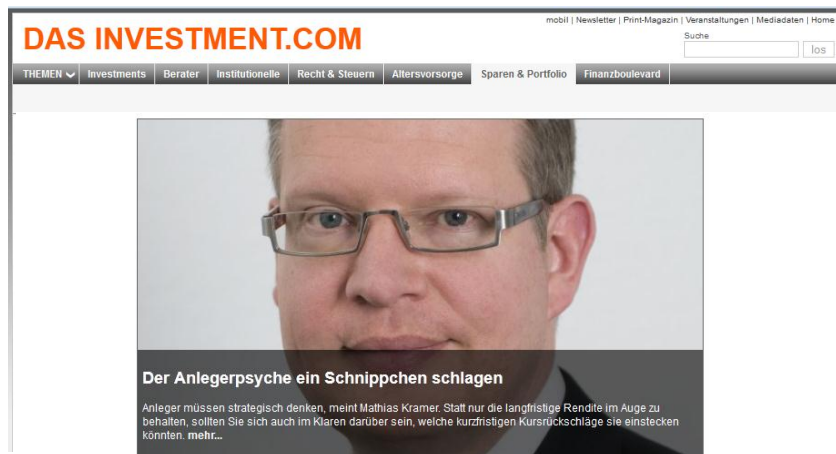 mobil | Newsletter | Print-Magazin | Veranstaltungen | Mediadaten | Home
DAS INVESTMENT.COM
Suche
los
THEMEN Investments Berater Institutionelle Recht & Steuern Altersvorsorge Sparen & Portfolio Finanzboulevard
Der Anlegerpsyche ein Schnippchen schlagen
Anleger müssen strategisch denken, meint Mathias Kramer. Statt nur die langfristige Rendite im Auge zu
behalten, sollten Sie sich auch im Klaren darüber sein, welche kurzfristigen Kursrückschläge sie einstecken
könnten. mehr...